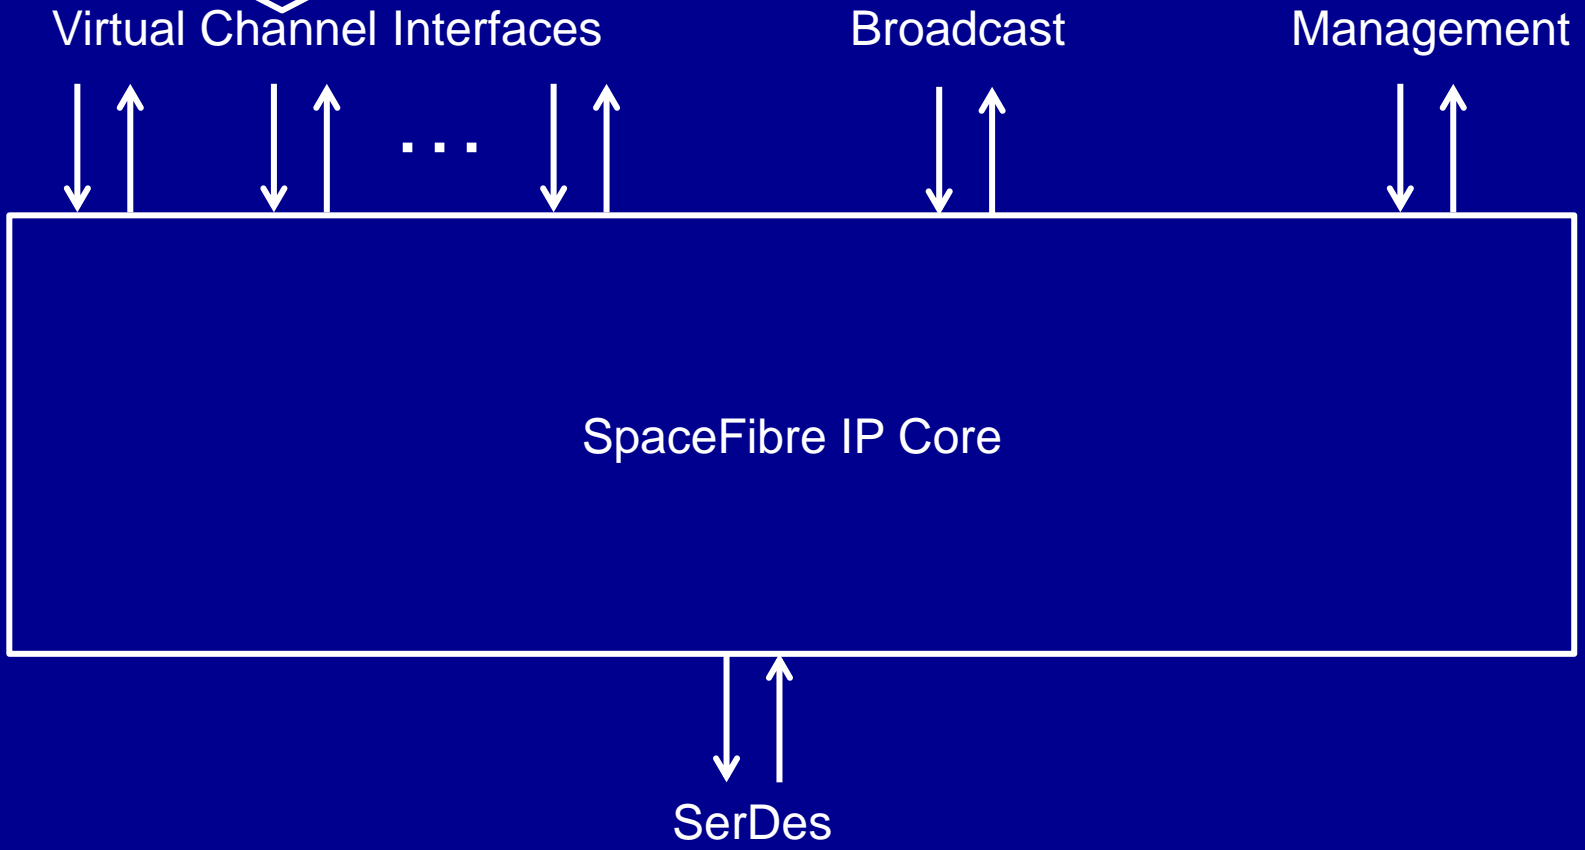 Virtual Channel Interfaces Broadcast Management
...
SpaceFibre IP Core
SerDes